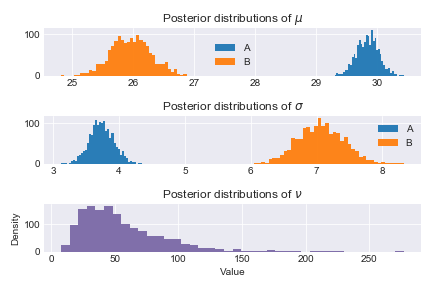 Posterior distributions of μ
100
0
A
B
25 26 27 28 29 30
Posterior distributions of σ
100
0
A
B
3 4 5 6 7 8
Posterior distributions of ν
Density
100
0
0 50 100 150 200 250
Value